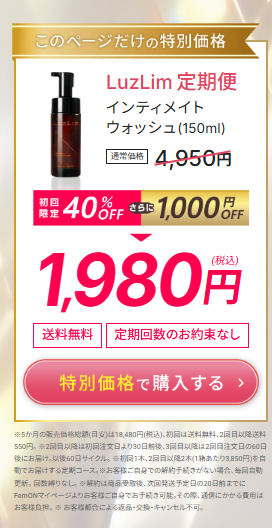 このページだけの特別価格
LuzLim 定期便
インティメイト
ウォッシュ(150ml)
通常価格 4,950円
LuzLim
初回限定 40%OFF さらに 1,000円OFF
1,980円(税込)
送料無料 定期回数のお約束なし
特別価格で購入する
※5か月の販売価格総額(目安)は18,480円(税込)、初回は送料無料、2回目以降送料
550円。※2回目以降は初回注文日より30日前後、3回目以降は2回目注文日の60日
後にお届け。以後60日サイクル。※初回1本、2回目以降2本(1箱あたり3,850円)を自
動でお届けする定期コース。※お客様ご自身での解約手続きがない場合、毎回自動
更新。回数縛りなし。※解約は商品受取後、次回発送予定日の20日前までに
FemONマイページよりお客様ご自身でお手続き可能。その際、通信にかかる費用は
お客様負担。※お客様都合による返品・交換・キャンセル不可。